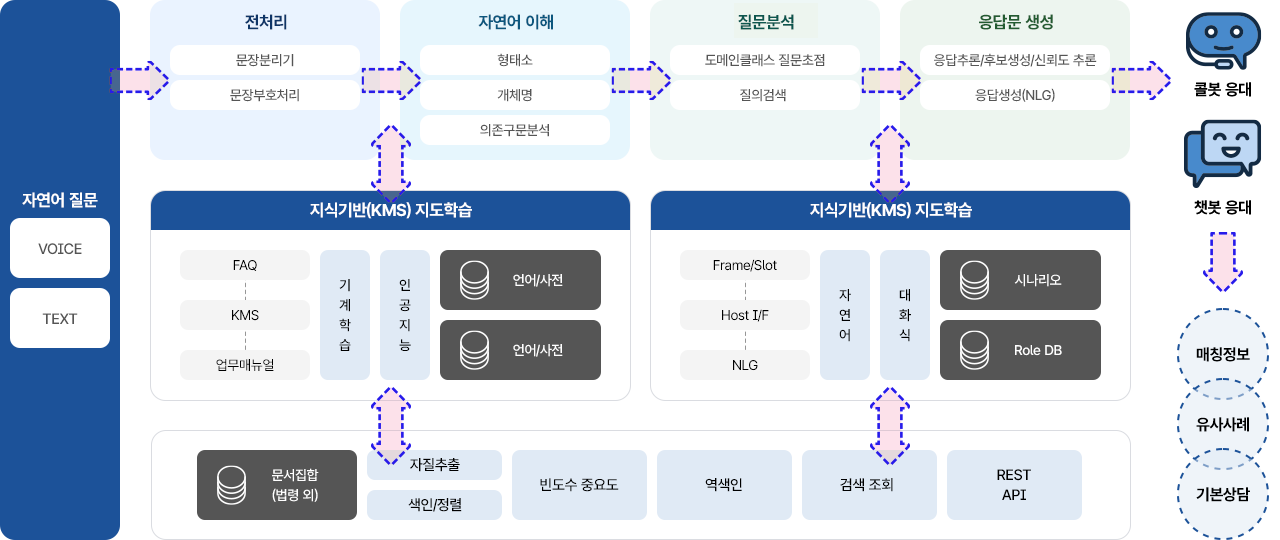 자연어 질문
VOICE
TEXT
전처리
문장분리기
문장부호처리
자연어 이해
형태소
개체명
의존구문분석
질문분석
도메인클래스 질문초점
질의검색
응답문 생성
응답추론/후보생성/신뢰도 추론
응답생성(NLG)
콜봇 응대
챗봇 응대
지식기반(KMS) 지도학습
FAQ
KMS
업무매뉴얼
기
계
학
습
인
공
지
능
언어/사전
언어/사전
지식기반(KMS) 지도학습
Frame/Slot
Host I/F
NLG
자
연
어
대
화
식
시나리오
Role DB
매칭정보
유사사례
기본상담
문서집합
(법령 외)
자질추출
색인/정렬
빈도수 중요도
역색인
검색 조회
REST
API